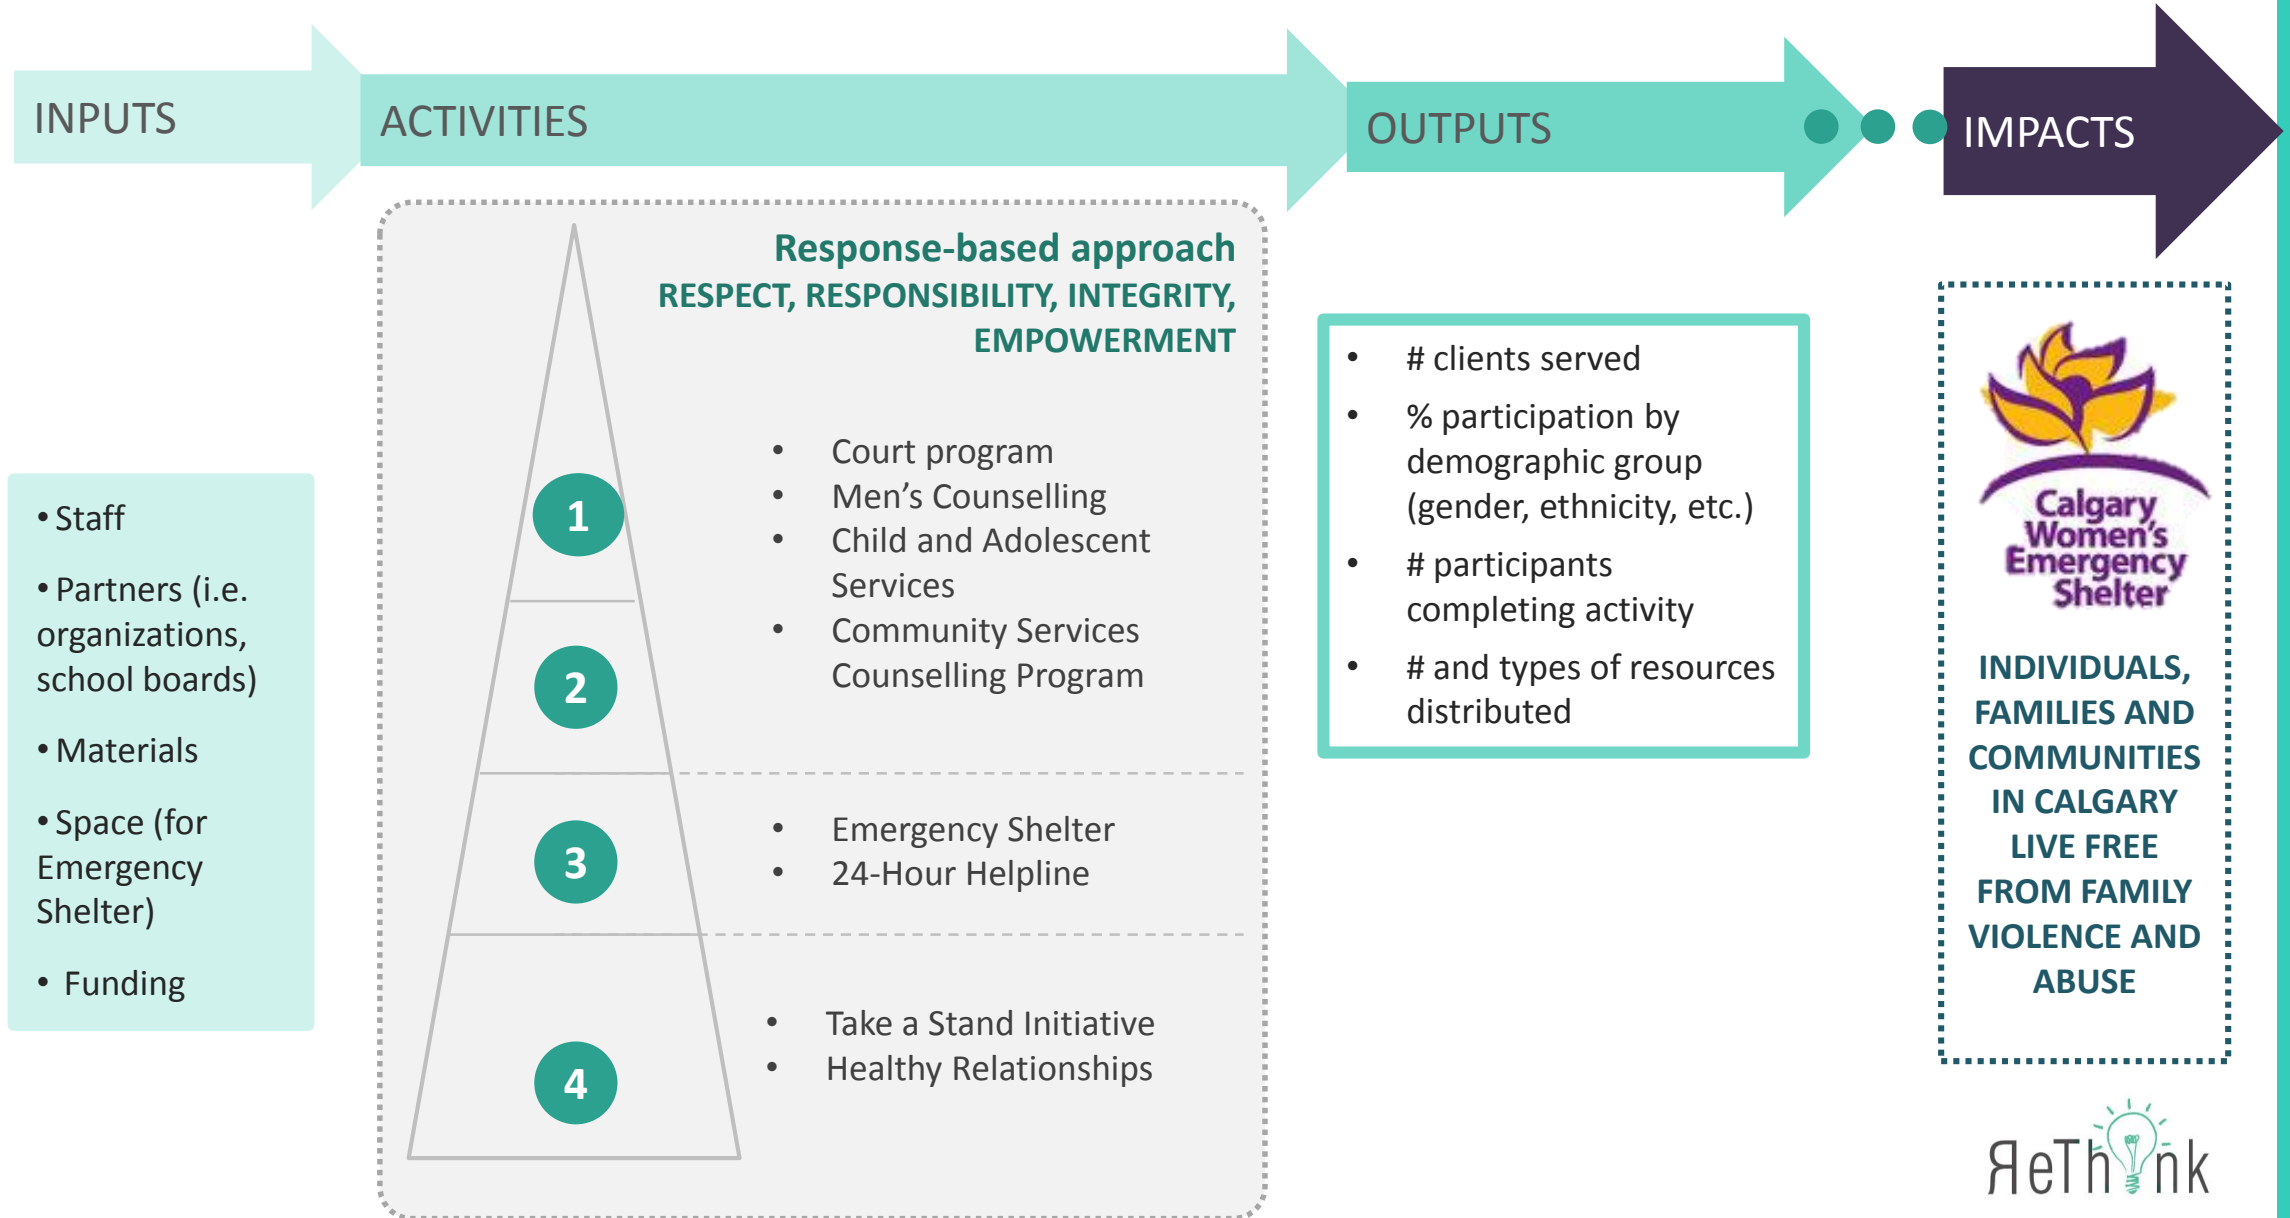 INPUTS
ACTIVITIES
OUTPUTS
IMPACTS
• Staff
• Partners (i.e.
organizations,
school boards)
• Materials
• Space (for
Emergency
Shelter)
• Funding
Response-based approach
RESPECT, RESPONSIBILITY, INTEGRITY,
EMPOWERMENT
1
2
• Court program
• Men’s Counselling
• Child and Adolescent
Services
• Community Services
Counselling Program
3
• Emergency Shelter
• 24-Hour Helpline
4
• Take a Stand Initiative
• Healthy Relationships
• # clients served
• % participation by
demographic group
(gender, ethnicity, etc.)
• # participants
completing activity
• # and types of resources
distributed
Calgary
Women's
Emergency
Shelter
INDIVIDUALS,
FAMILIES AND
COMMUNITIES
IN CALGARY
LIVE FREE
FROM FAMILY
VIOLENCE AND
ABUSE
ReThink